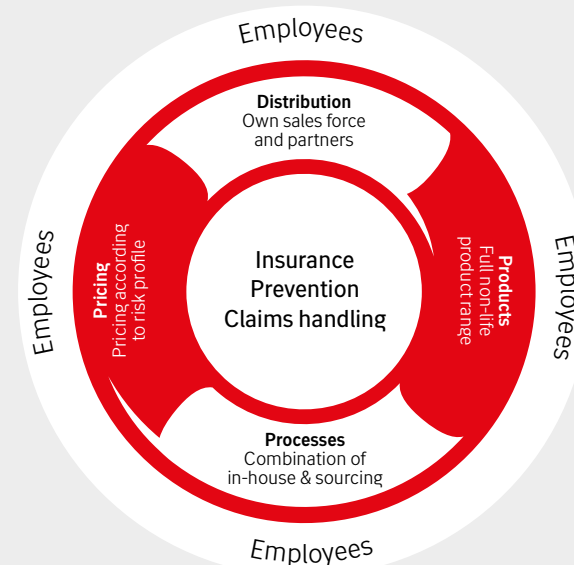 Employees
Distribution
Own sales force
and partners
Employees
Pricing
Pricing according
to risk profile
Insurance
Prevention
Claims handling
Products
Full non-life
product range
Employees
Processes
Combination of
in-house & sourcing
Employees